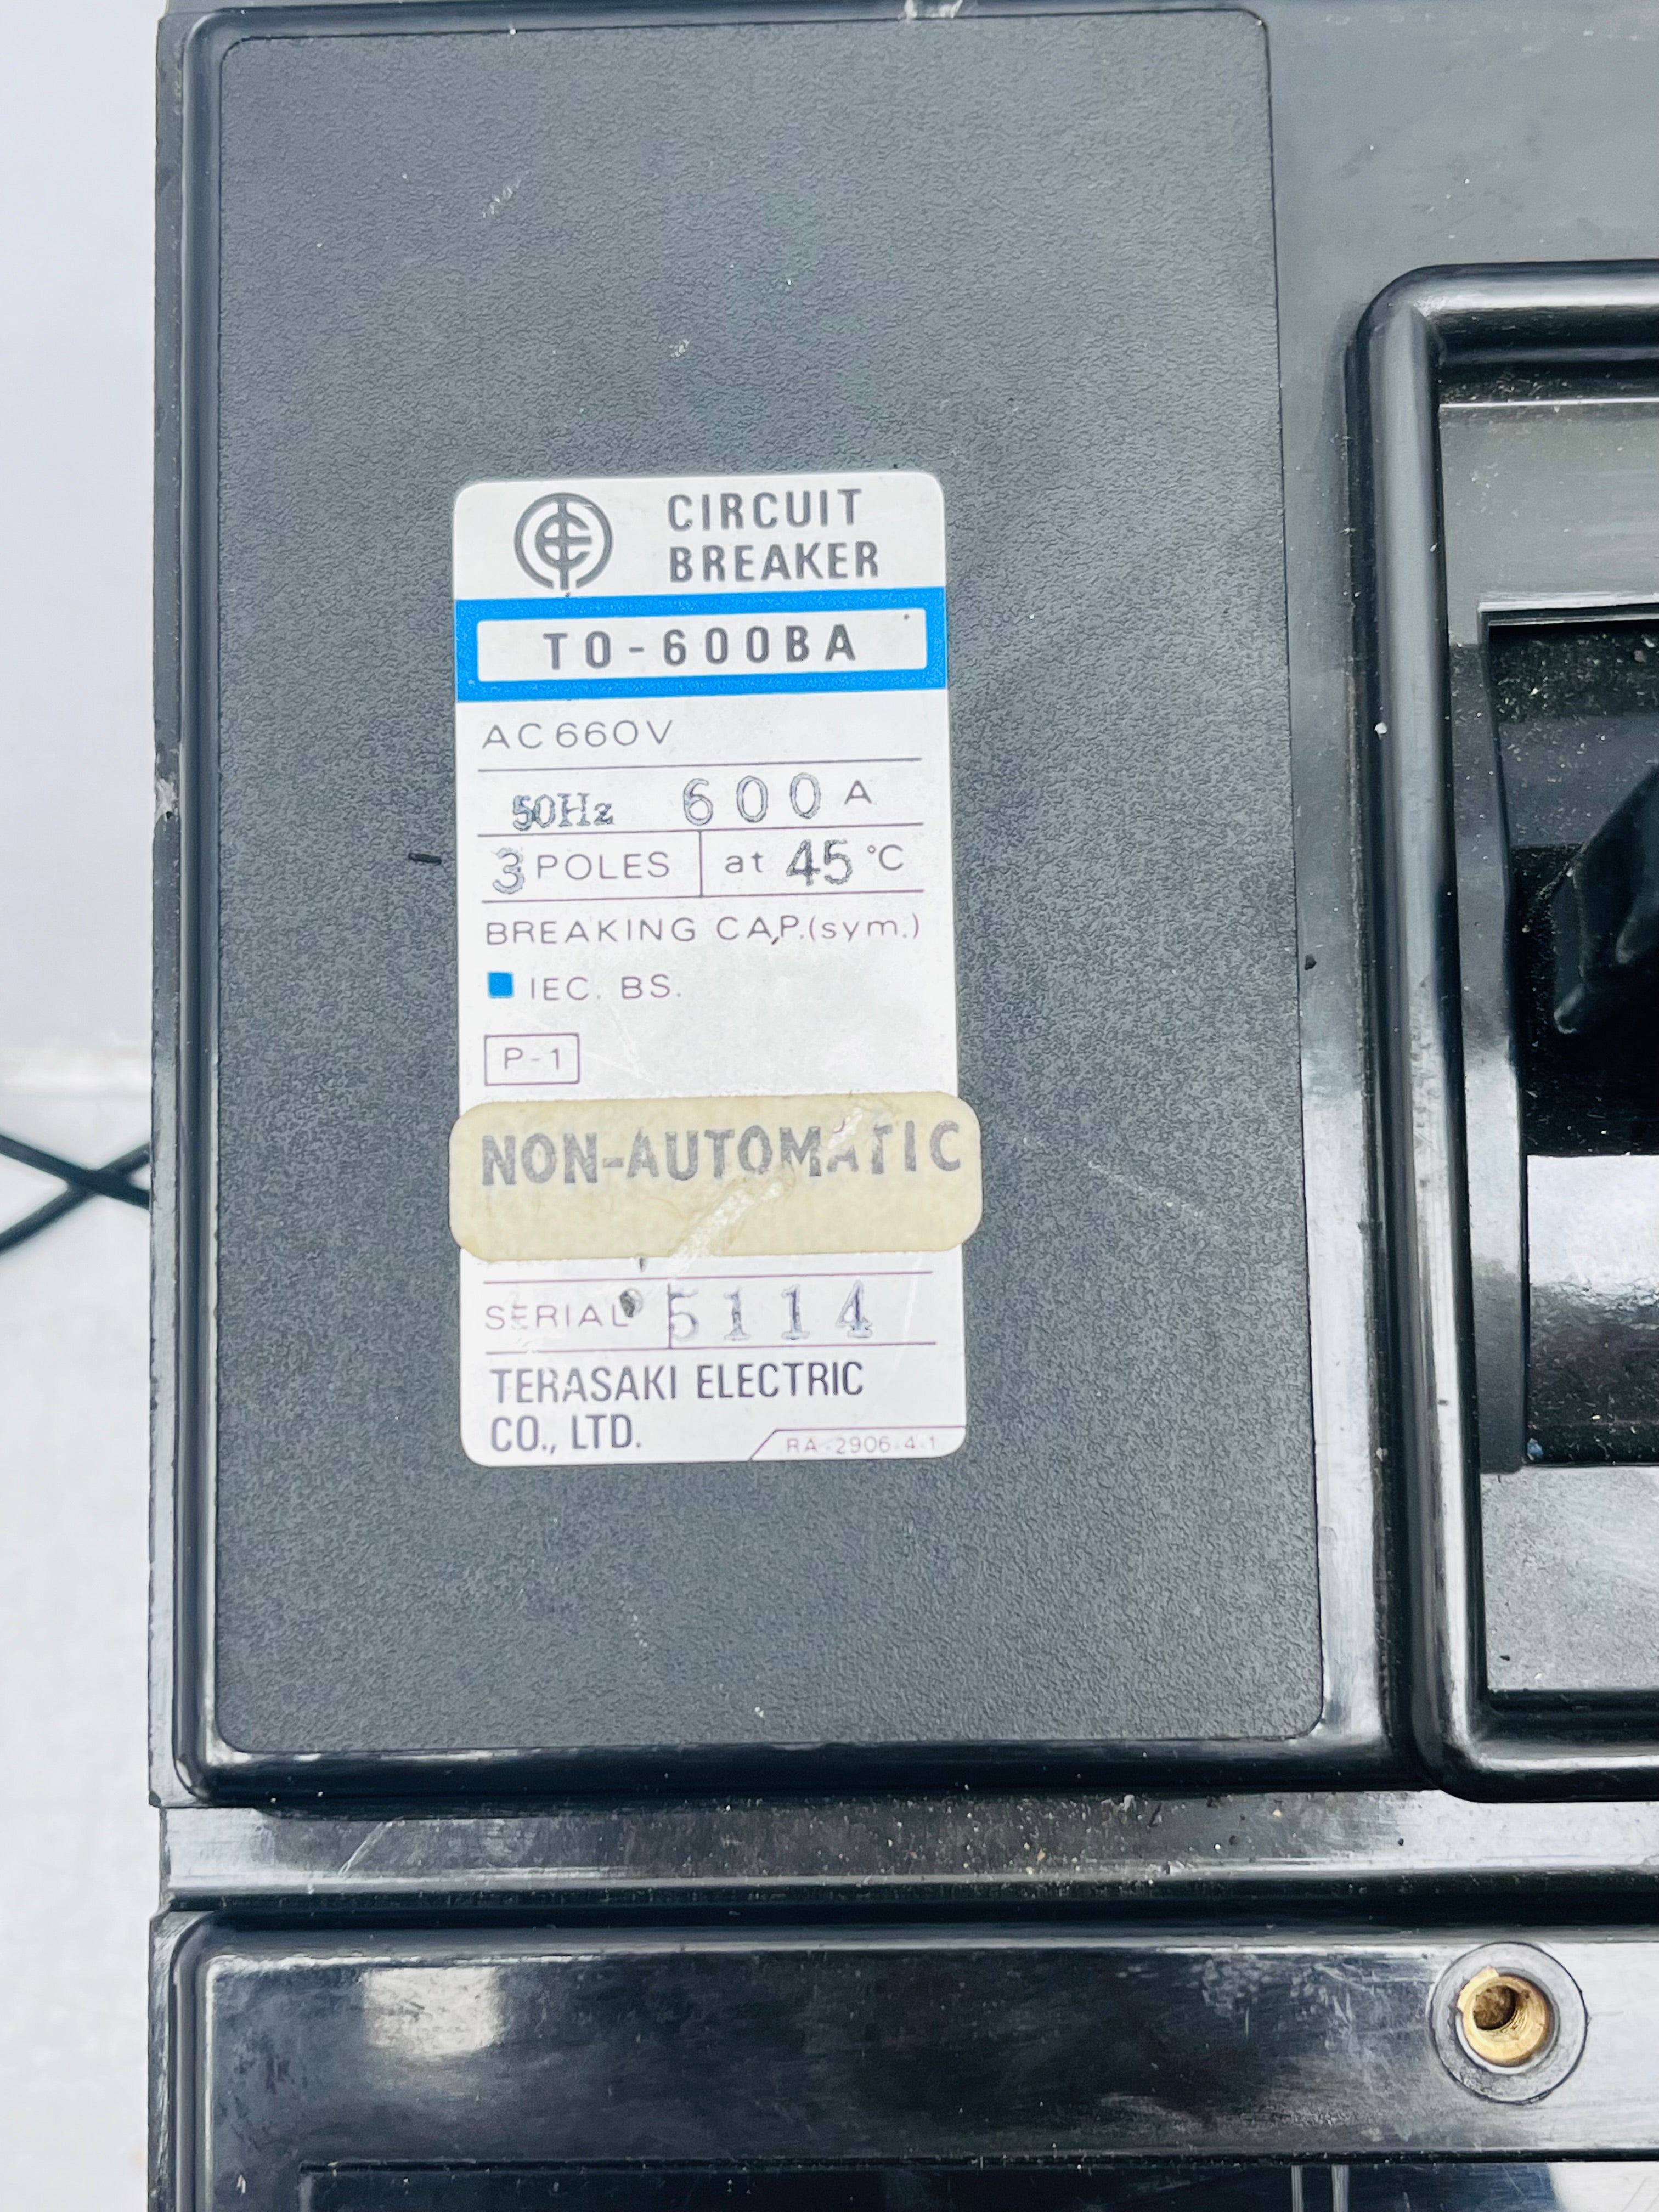 CIRCUIT
BREAKER
TO-600BA
AC660V
50Hz 600 A
3 POLES at 45 °C
BREAKING CAP.(sym.)
IEC. BS.
P-1
NON-AUTOMATIC
SERIAL 5114
TERASAKI ELECTRIC
CO., LTD.
RA-2906-4-1